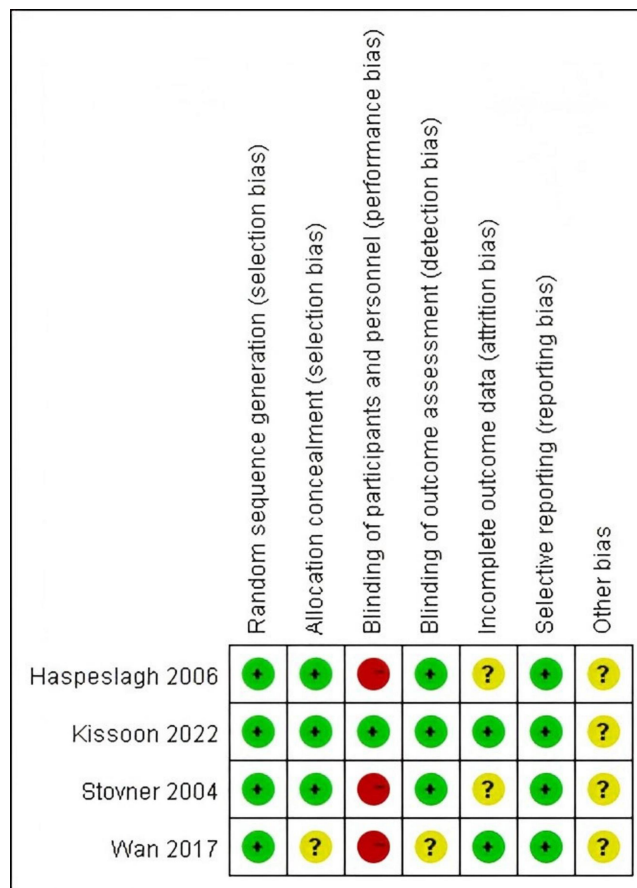 Random sequence generation (selection bias)
Allocation concealment (selection bias)
Blinding of participants and personnel (performance bias)
Blinding of outcome assessment (detection bias)
Incomplete outcome data (attrition bias)
Selective reporting (reporting bias)
Other bias
Haspeslagh 2006 + + - + ? + ?
Kissoon 2022 + + + + + + ?
Stovner 2004 + + - + ? + ?
Wan 2017 + ? - ? + + ?